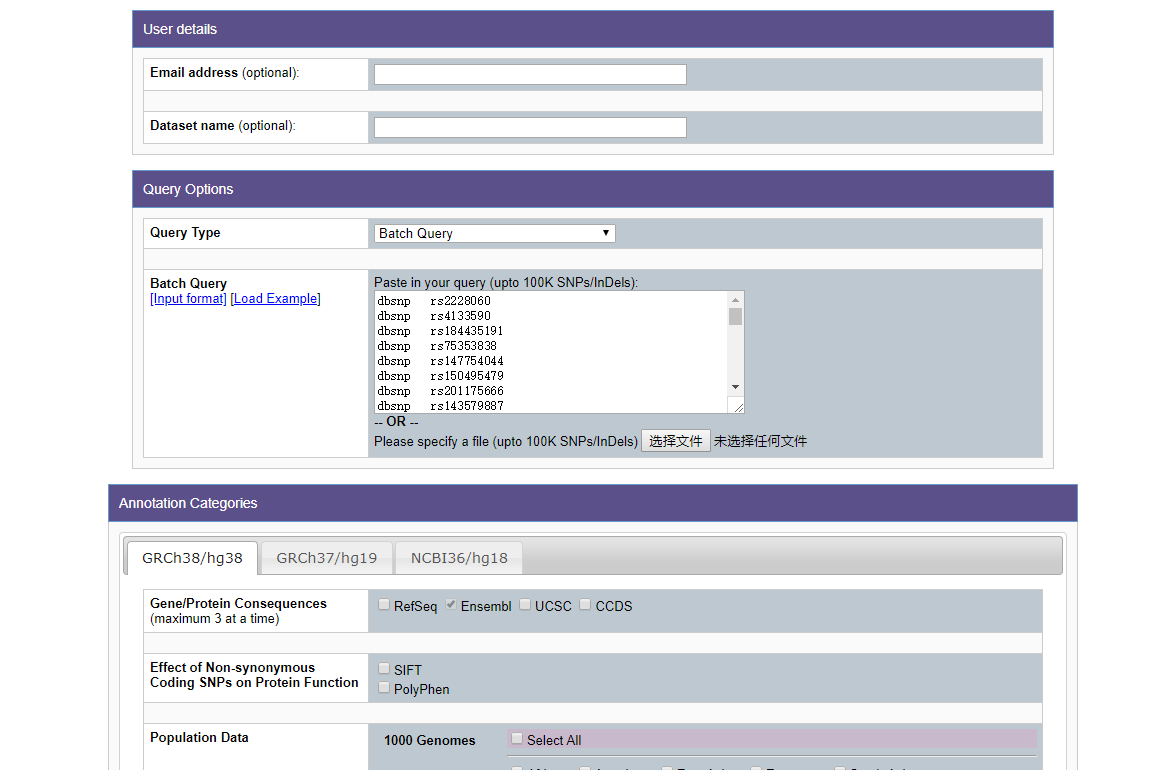 User details
Email address (optional):
Dataset name (optional):
Query Options
Query Type
Batch Query
Batch Query
[Input format] [Load Example]
Paste in your query (upto 100K SNPs/InDels):
dbsnp rs2228060
dbsnp rs4133590
dbsnp rs184435191
dbsnp rs75353838
dbsnp rs147754044
dbsnp rs150495479
dbsnp rs201175666
dbsnp rs143579887
-- OR --
Please specify a file (upto 100K SNPs/InDels) 选择文件 未选择任何文件
Annotation Categories
GRCh38/hg38 GRCh37/hg19 NCBI36/hg18
Gene/Protein Consequences
(maximum 3 at a time)
RefSeq Ensembl UCSC CCDS
Effect of Non-synonymous
Coding SNPs on Protein Function
SIFT
PolyPhen
Population Data
1000 Genomes
Select All